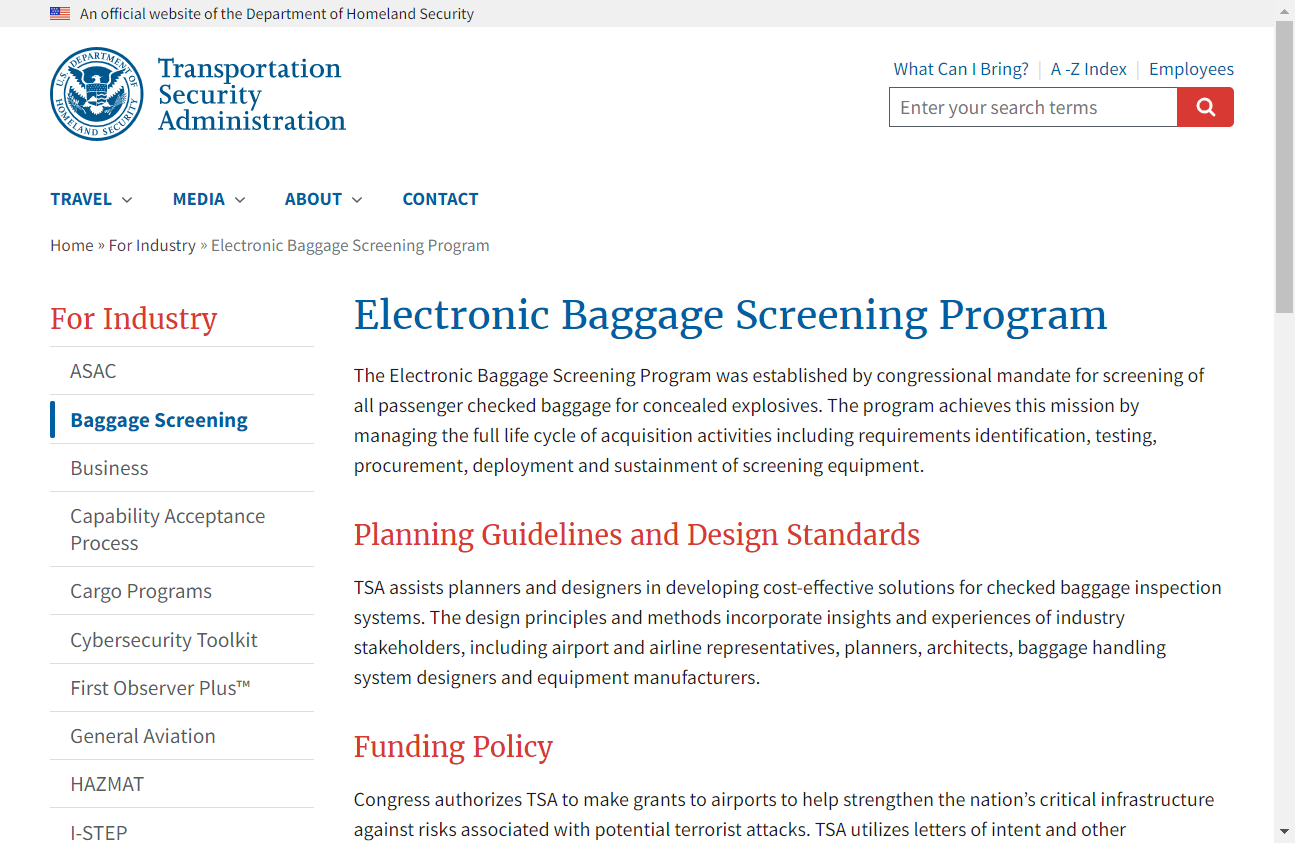 An official website of the Department of Homeland Security
U.S. DEPARTMENT OF HOMELAND SECURITY
Transportation
Security
Administration
What Can I Bring?
A -Z Index
Employees
Enter your search terms
TRAVEL
MEDIA
ABOUT
CONTACT
Home » For Industry » Electronic Baggage Screening Program
For Industry
ASAC
Baggage Screening
Business
Capability Acceptance
Process
Cargo Programs
Cybersecurity Toolkit
First Observer Plus™
General Aviation
HAZMAT
I-STEP
Electronic Baggage Screening Program
The Electronic Baggage Screening Program was established by congressional mandate for screening of
all passenger checked baggage for concealed explosives. The program achieves this mission by
managing the full life cycle of acquisition activities including requirements identification, testing,
procurement, deployment and sustainment of screening equipment.
Planning Guidelines and Design Standards
TSA assists planners and designers in developing cost-effective solutions for checked baggage inspection
systems. The design principles and methods incorporate insights and experiences of industry
stakeholders, including airport and airline representatives, planners, architects, baggage handling
system designers and equipment manufacturers.
Funding Policy
Congress authorizes TSA to make grants to airports to help strengthen the nation’s critical infrastructure
against risks associated with potential terrorist attacks. TSA utilizes letters of intent and other